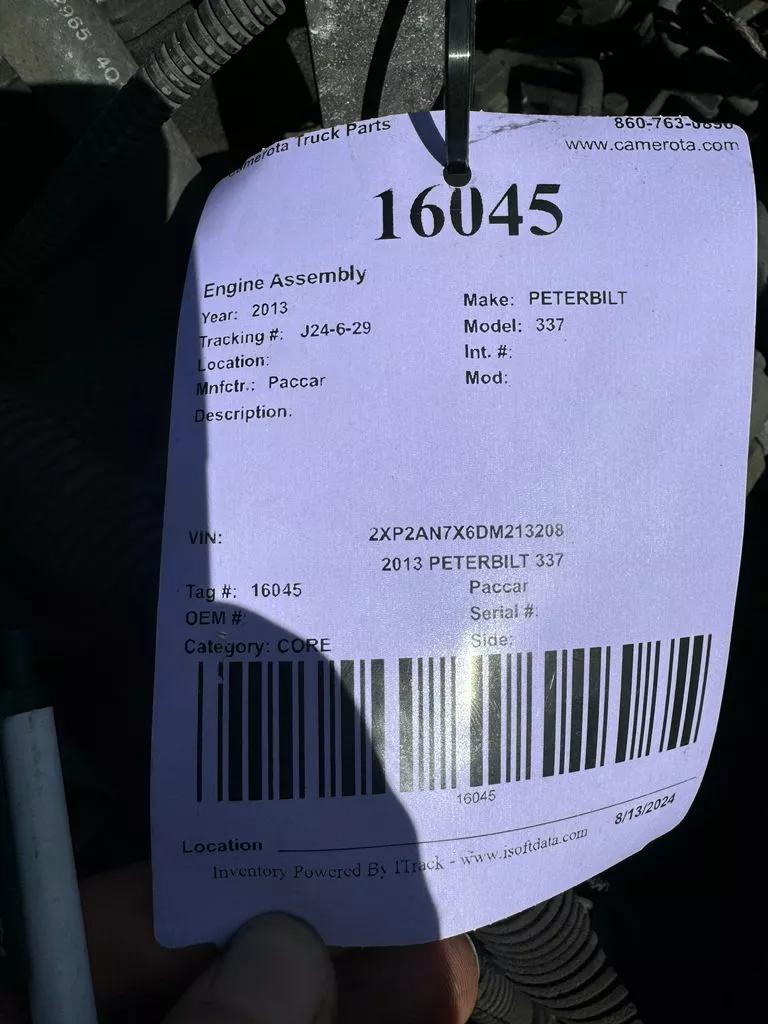 2965 4Q
Camerota Truck Parts
860-763-0896
www.camerota.com
16045
Engine Assembly
Year: 2013
Make: PETERBILT
Tracking #: J24-6-29
Model: 337
Location:
Int. #:
Mnfctr.: Paccar
Mod:
Description:
VIN: 2XP2AN7X6DM213208
2013 PETERBILT 337
Tag #: 16045
Paccar
OEM #:
Serial #:
Category: CORE
Side:
16045
Location
8/13/2024
Inventory Powered By ITrack - www.isoftdata.com